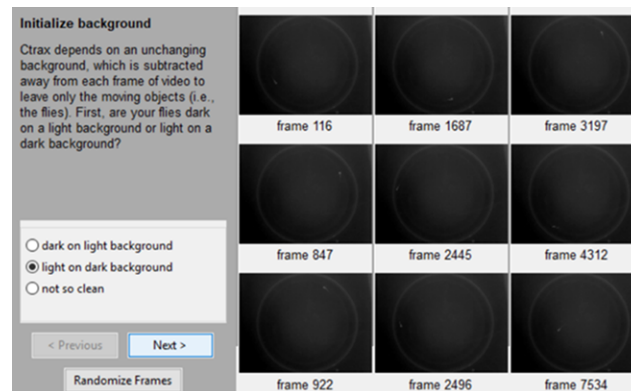 Initialize background
Ctrax depends on an unchanging
background, which is subtracted
away from each frame of video to
leave only the moving objects (i.e.,
the flies). First, are your flies dark
on a light background or light on a
dark background?
dark on light background
light on dark background
not so clean
< Previous
Next >
Randomize Frames
frame 116
frame 1687
frame 3197
frame 847
frame 2445
frame 4312
frame 922
frame 2496
frame 7534